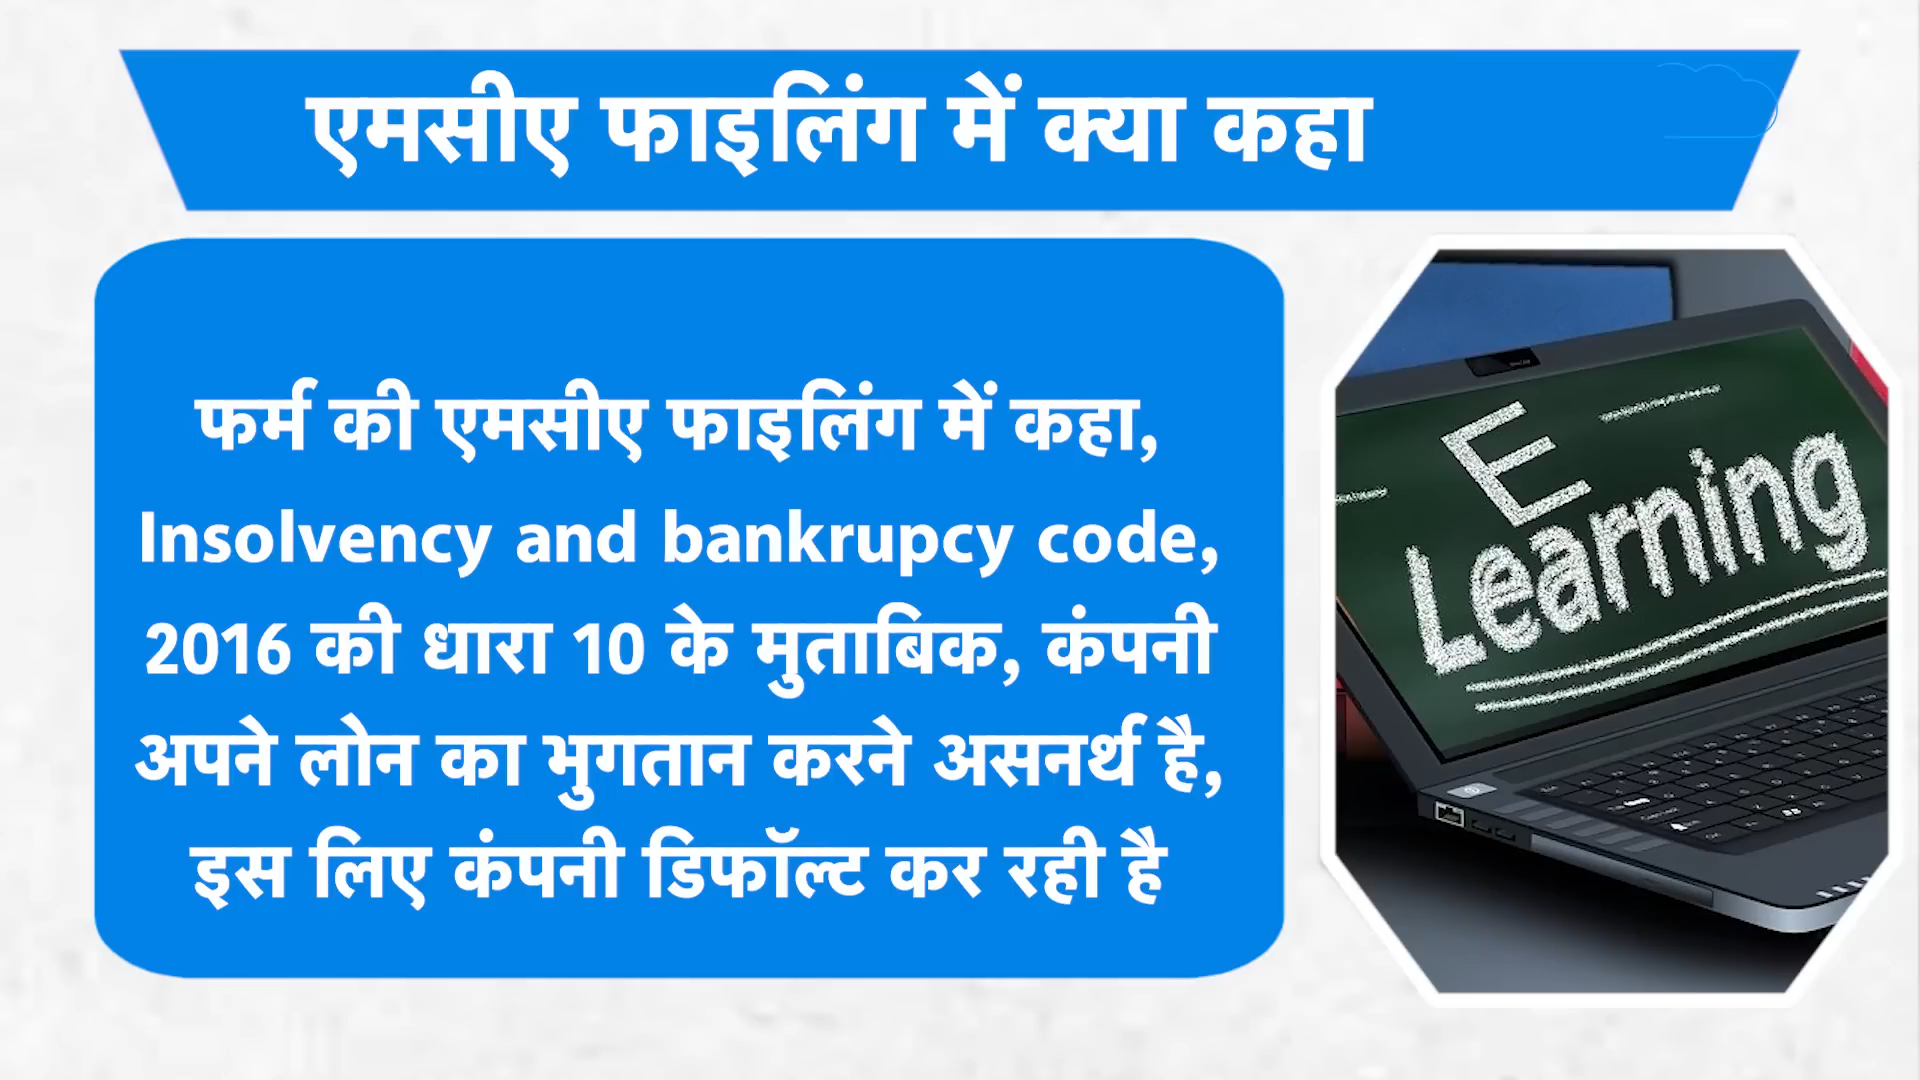 एमसीए फाइलिंग में क्या कहा
फर्म की एमसीए फाइलिंग में कहा,
Insolvency and bankrupcy code,
2016 की धारा 10 के मुताबिक, कंपनी
अपने लोन का भुगतान करने असनर्थ है,
इस लिए कंपनी डिफॉल्ट कर रही है
E
Learning